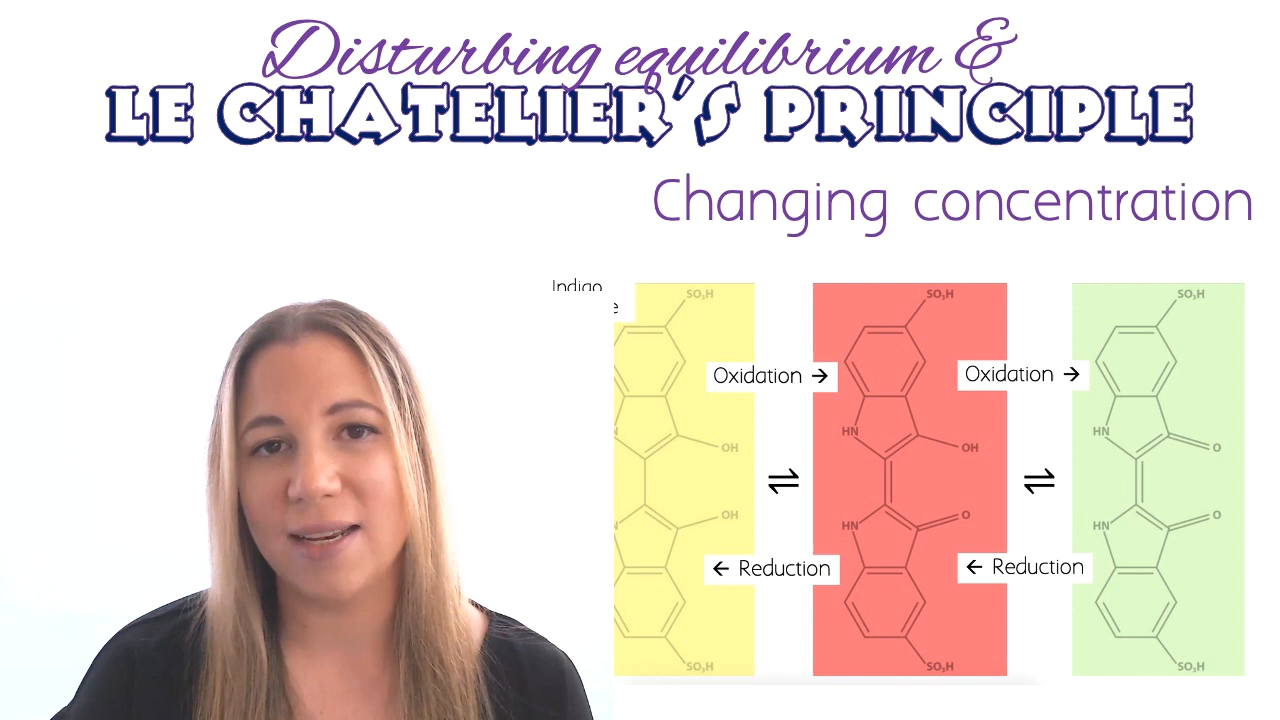 Disturbing equilibrium &
LE CHATELIER'S PRINCIPLE
Changing concentration
Indigo
e
SO₃H
SO₃H
SO₃H
Oxidation →
Oxidation →
HN
HN
OH
OH
O
⇌
⇌
OH
O
O
HN
HN
← Reduction
← Reduction
SO₃H
SO₃H
SO₃H